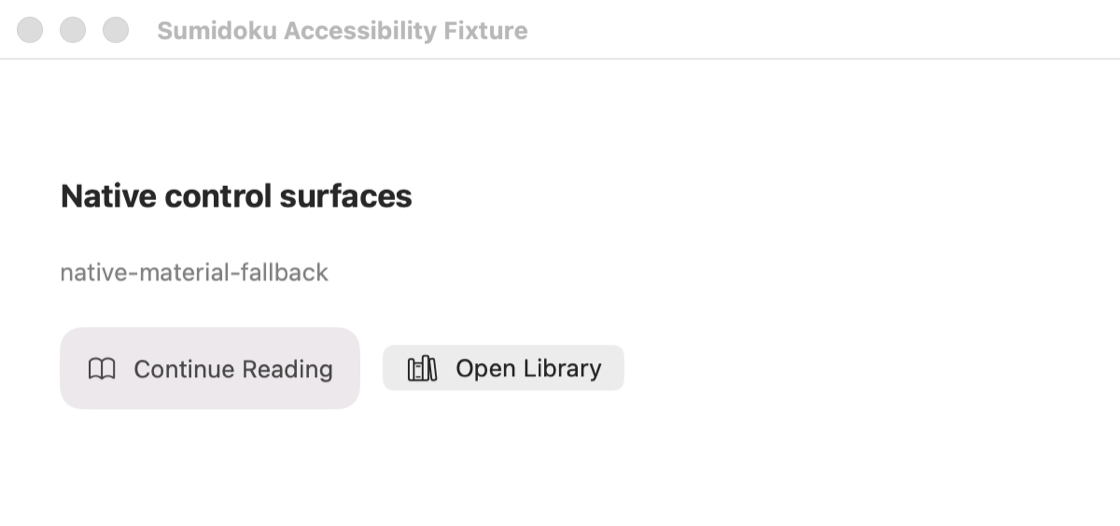 Sumidoku Accessibility Fixture
Native control surfaces
native-material-fallback
Continue Reading
Open Library